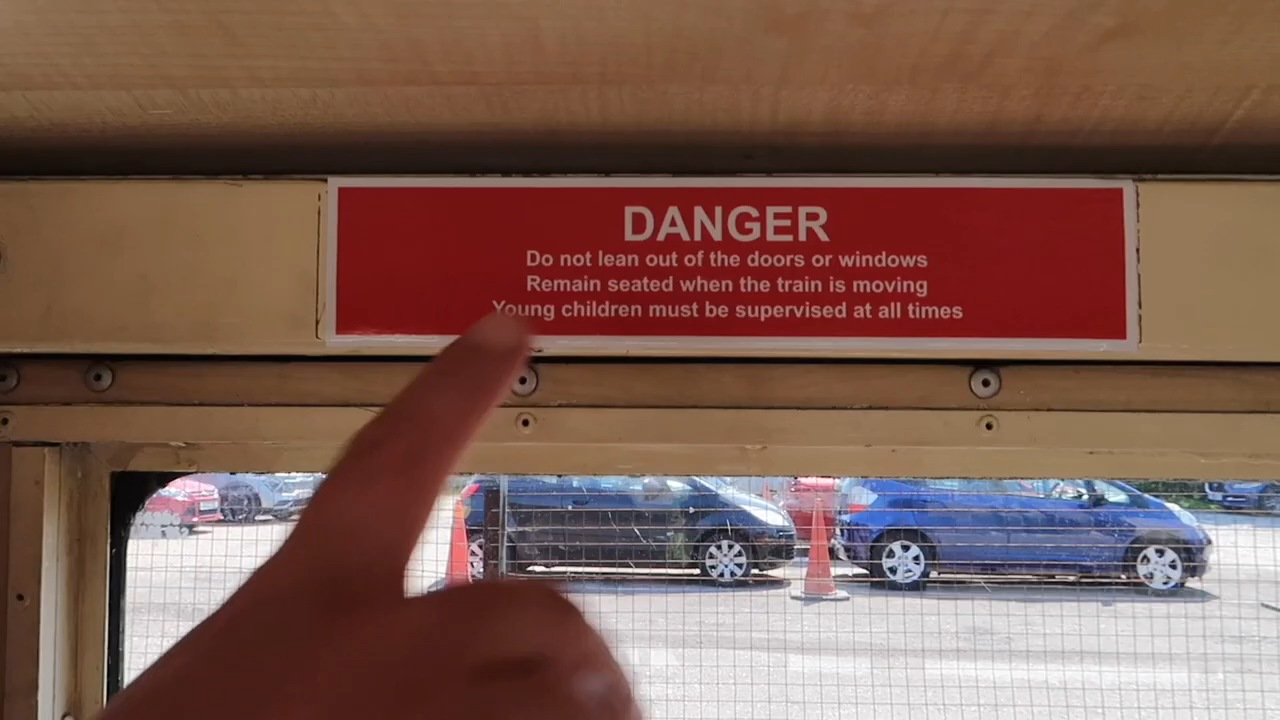 DANGER
Do not lean out of the doors or windows
Remain seated when the train is moving
Young children must be supervised at all times